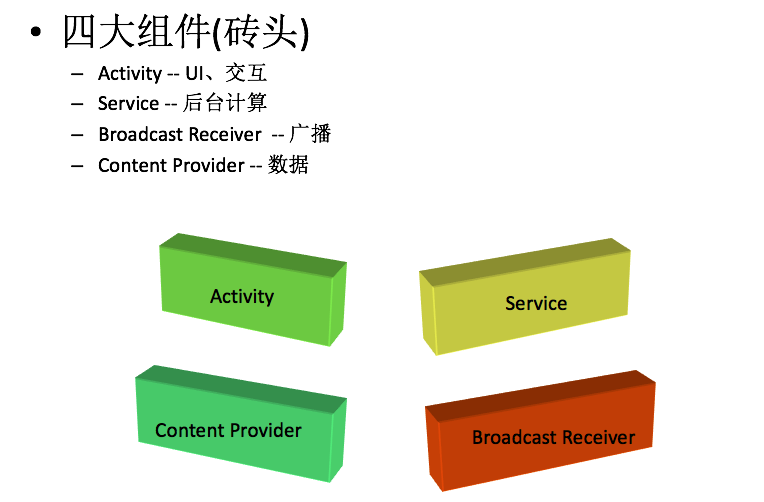 • 四大组件(砖头)
– Activity -- UI、交互
– Service -- 后台计算
– Broadcast Receiver -- 广播
– Content Provider -- 数据
Activity
Service
Content Provider
Broadcast Receiver